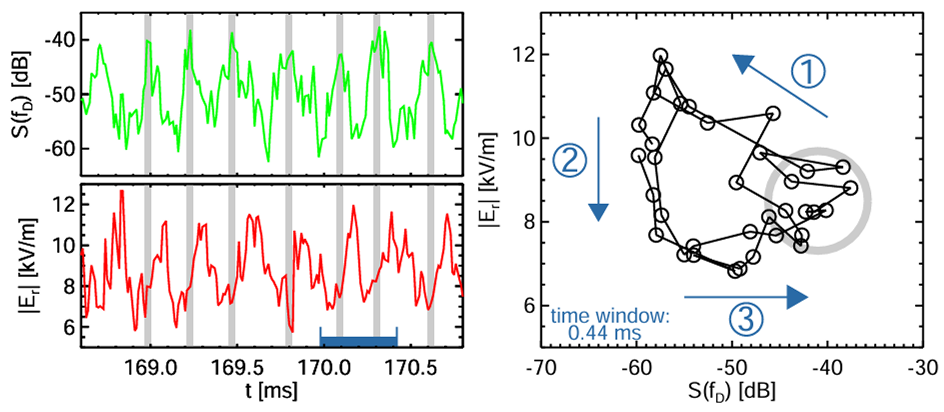 S(f_D) [dB]
-40
-50
-60
|E_r| [kV/m]
12
10
8
6
169.0 169.5 170.0 170.5
t [ms]
|E_r| [kV/m]
12
10
8
6
①
②
③
time window:
0.44 ms
-70 -60 -50 -40 -30
S(f_D) [dB]